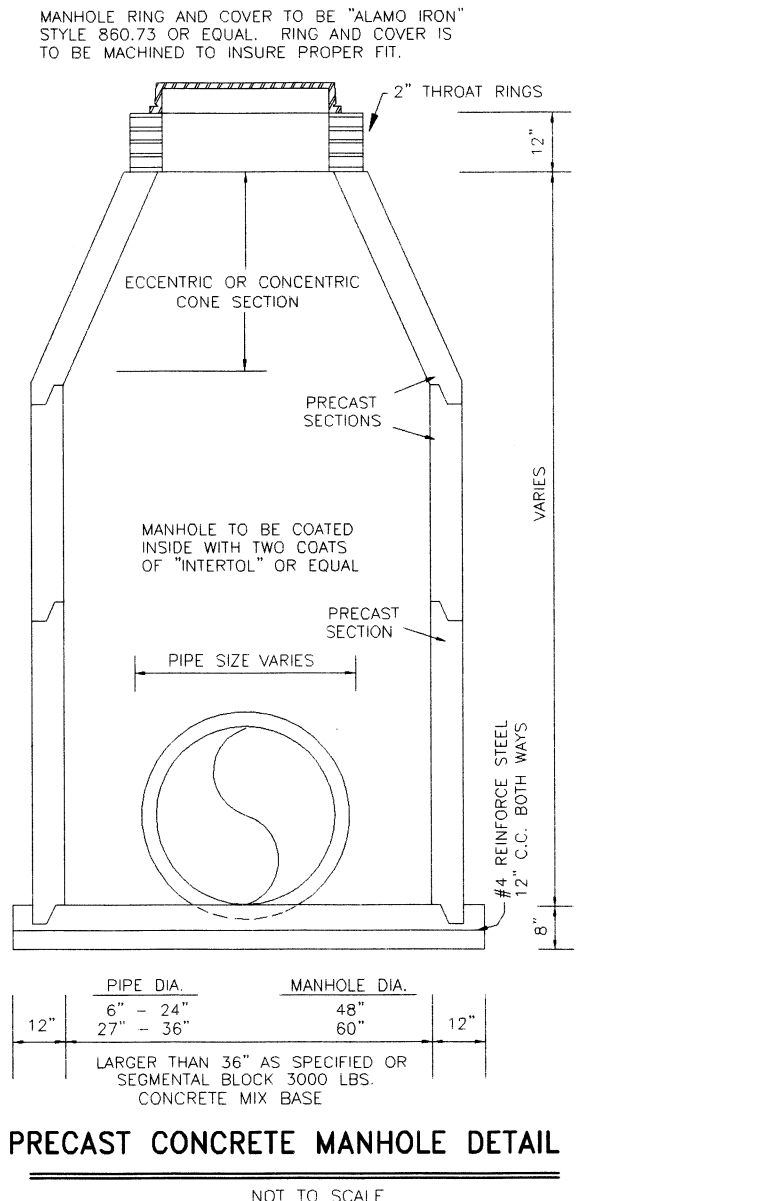 MANHOLE RING AND COVER TO BE "ALAMO IRON"
STYLE 860.73 OR EQUAL. RING AND COVER IS
TO BE MACHINED TO INSURE PROPER FIT.
2" THROAT RINGS
12"
ECCENTRIC OR CONCENTRIC
CONE SECTION
PRECAST
SECTIONS
VARIES
MANHOLE TO BE COATED
INSIDE WITH TWO COATS
OF "INTERTOL" OR EQUAL
PRECAST
SECTION
PIPE SIZE VARIES
#4 REINFORCE STEEL
12" C.C. BOTH WAYS
8"
PIPE DIA. MANHOLE DIA.
6" - 24" 48"
27" - 36" 60"
12" 12"
LARGER THAN 36" AS SPECIFIED OR
SEGMENTAL BLOCK 3000 LBS.
CONCRETE MIX BASE
PRECAST CONCRETE MANHOLE DETAIL
NOT TO SCALE